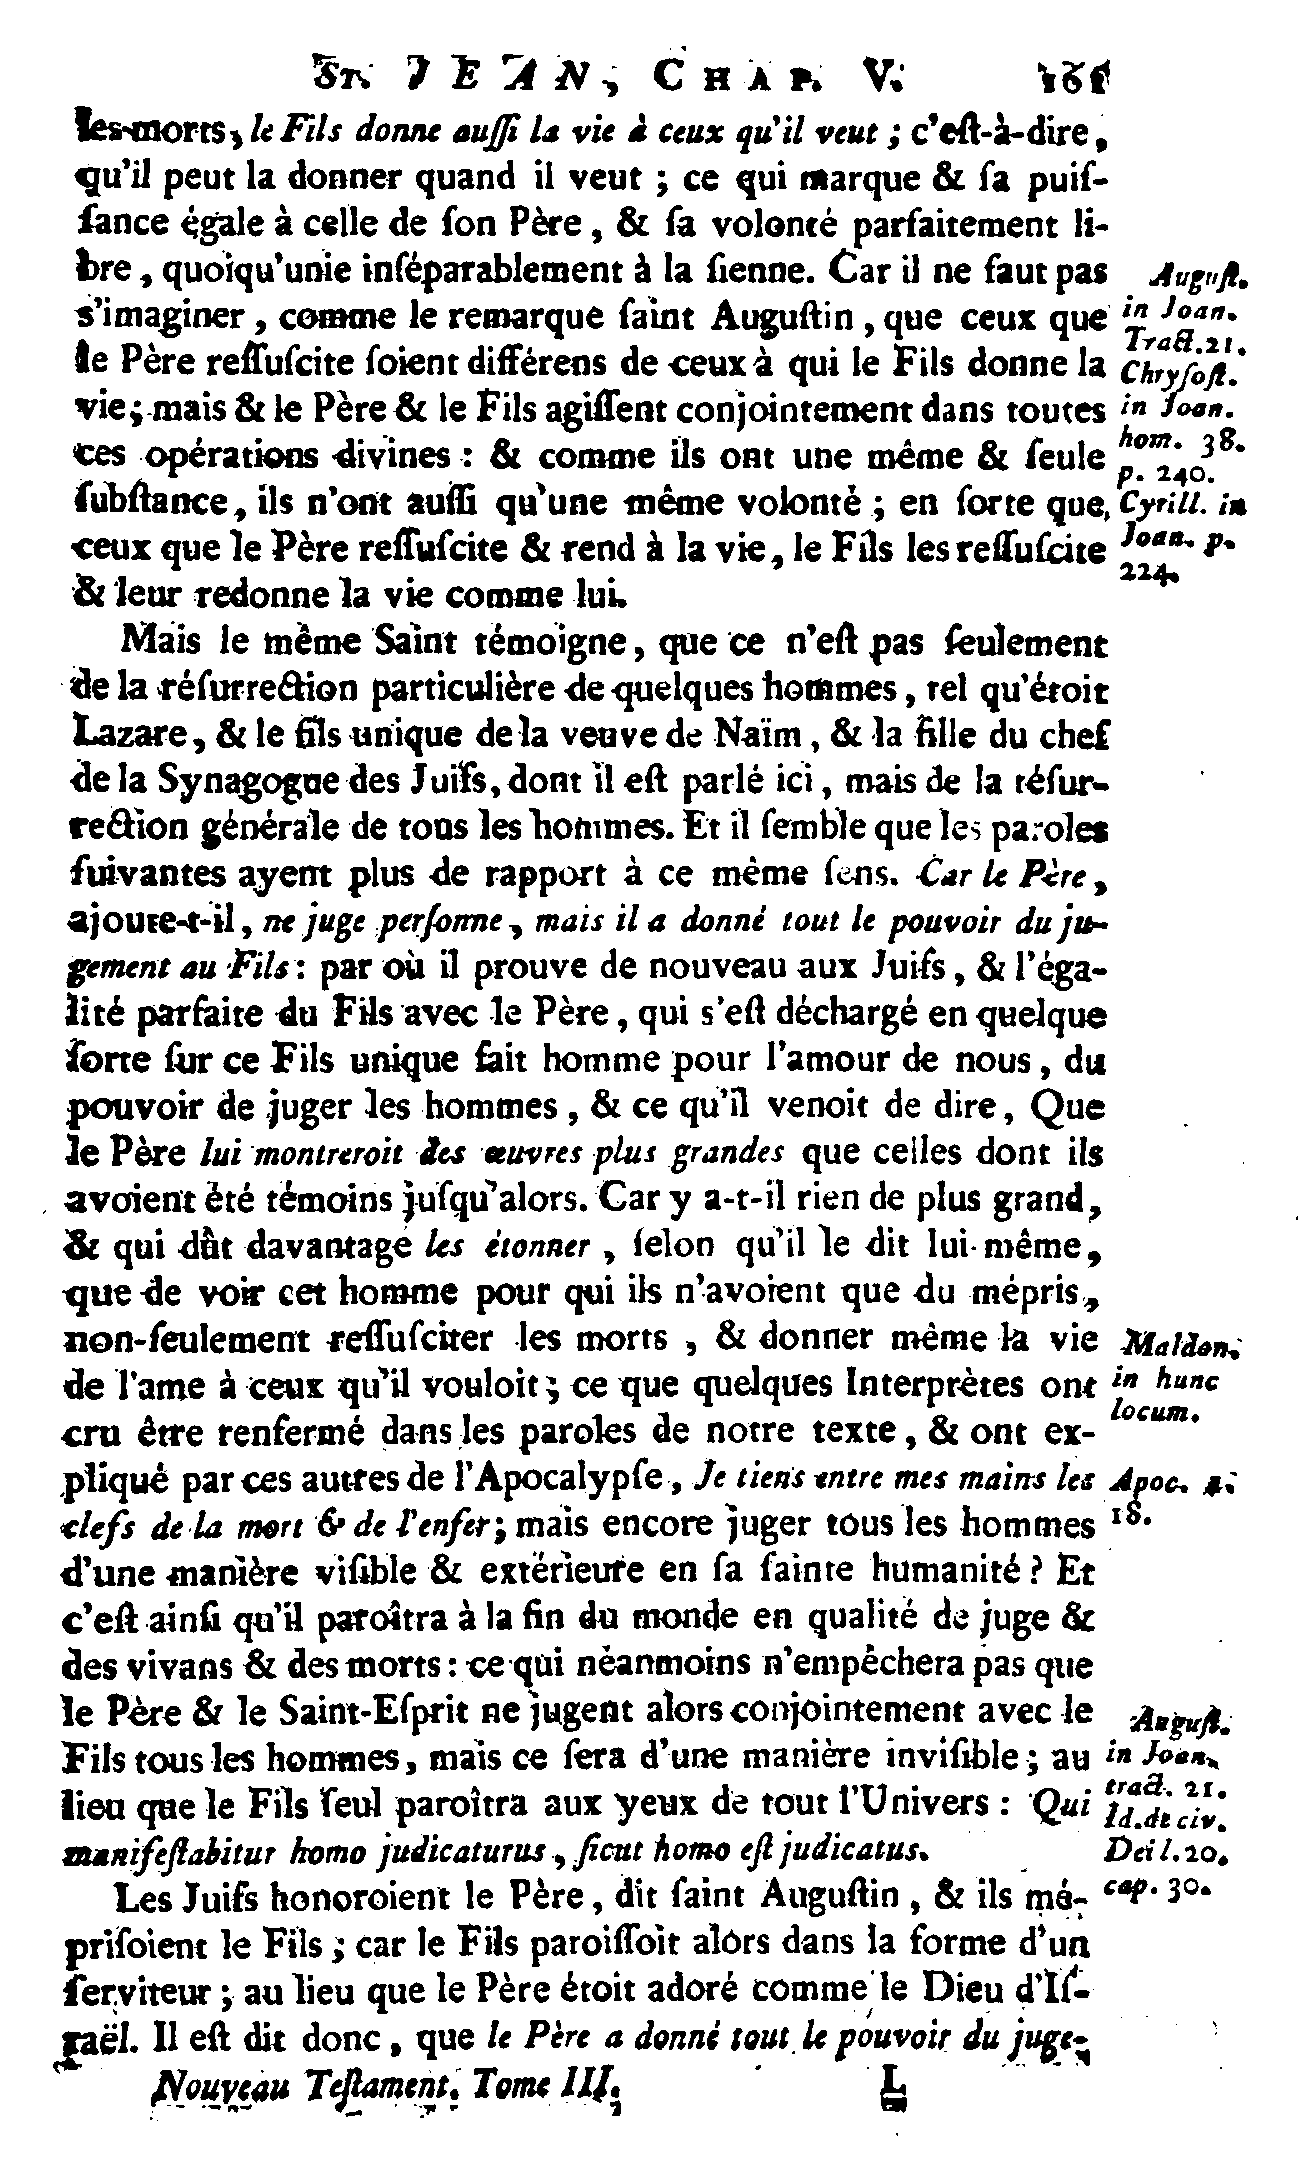 ST. JEAN, CHAP. V. 161
les morts, le Fils donne auſſi la vie à ceux qu'il veut ; c'eſt-à-dire,
qu'il peut la donner quand il veut ; ce qui marque & ſa puiſ-
ſance égale à celle de ſon Père, & ſa volonté parfaitement li-
bre, quoiqu'unie inſéparablement à la ſienne. Car il ne faut pas
s'imaginer, comme le remarque ſaint Auguſtin, que ceux que
le Père reſſuſcite ſoient différens de ceux à qui le Fils donne la
vie; mais & le Père & le Fils agiſſent conjointement dans toutes
ces opérations divines : & comme ils ont une même & ſeule
ſubſtance, ils n'ont auſſi qu'une même volonté ; en ſorte que,
ceux que le Père reſſuſcite & rend à la vie, le Fils les reſſuſcite
& leur redonne la vie comme lui.
Auguſt.
in Joan.
Tract.21.
Chryſoſt.
in Joan.
hom. 38.
p. 240.
Cyrill. in
Joan. p.
224.
Mais le même Saint témoigne, que ce n'eſt pas ſeulement
de la réſurrection particulière de quelques hommes, tel qu'étoit
Lazare, & le fils unique de la veuve de Naïm, & la fille du chef
de la Synagogue des Juifs, dont il eſt parlé ici, mais de la réſur-
rection générale de tous les hommes. Et il ſemble que les paroles
ſuivantes ayent plus de rapport à ce même ſens. Car le Père,
ajoute-t-il, ne juge perſonne, mais il a donné tout le pouvoir du ju-
gement au Fils : par où il prouve de nouveau aux Juifs, & l'éga-
lité parfaite du Fils avec le Père, qui s'eſt déchargé en quelque
ſorte ſur ce Fils unique fait homme pour l'amour de nous, du
pouvoir de juger les hommes, & ce qu'il venoit de dire, Que
le Père lui montreroit des œuvres plus grandes que celles dont ils
avoient été témoins juſqu'alors. Car y a-t-il rien de plus grand,
& qui dût davantage les étonner, ſelon qu'il le dit lui-même,
que de voir cet homme pour qui ils n'avoient que du mépris,
non-ſeulement reſſuſciter les morts, & donner même la vie
de l'ame à ceux qu'il vouloit ; ce que quelques Interprètes ont
cru être renfermé dans les paroles de notre texte, & ont ex-
pliqué par ces autres de l'Apocalypſe, Je tiens entre mes mains les
clefs de la mort & de l'enfer; mais encore juger tous les hommes
d'une manière viſible & extérieure en ſa ſainte humanité ? Et
c'eſt ainſi qu'il paroîtra à la fin du monde en qualité de juge &
des vivans & des morts : ce qui néanmoins n'empêchera pas que
le Père & le Saint-Eſprit ne jugent alors conjointement avec le
Fils tous les hommes, mais ce ſera d'une manière inviſible ; au
lieu que le Fils ſeul paroîtra aux yeux de tout l'Univers : Qui
manifeſtabitur homo judicaturus, ſicut homo eſt judicatus.
Maldon.
in hunc
locum.
Apoc. 1.
18.
Auguſt.
in Joan.
tract. 21.
Id. de civ.
Dei l. 20.
cap. 30.
Les Juifs honoroient le Père, dit ſaint Auguſtin, & ils mé-
priſoient le Fils ; car le Fils paroiſſoit alors dans la forme d'un
ſerviteur ; au lieu que le Père étoit adoré comme le Dieu d'Iſ-
raël. Il eſt dit donc, que le Père a donné tout le pouvoir du juge-
Nouveau Teſtament. Tome III. L